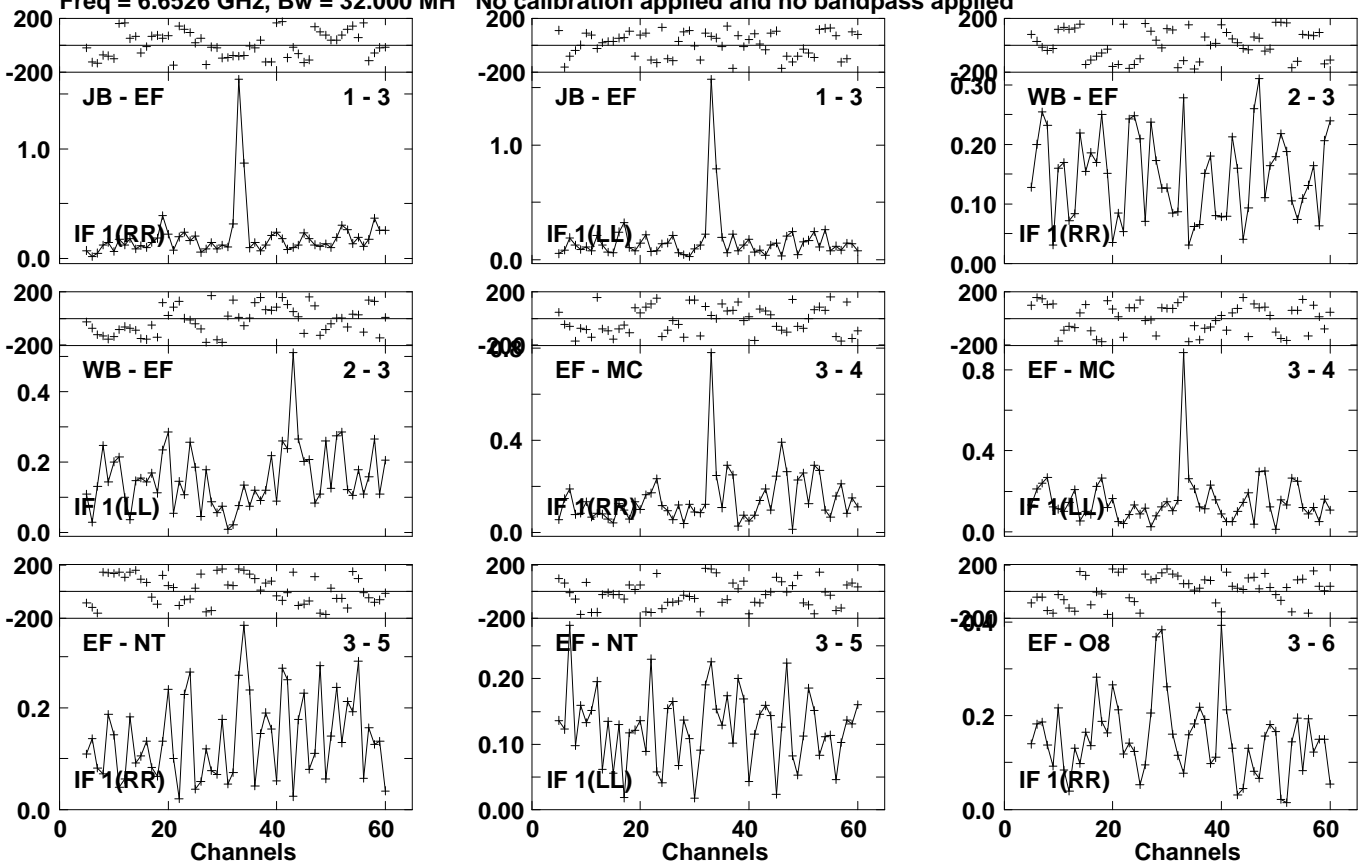 Freq = 6.6526 GHz, Bw = 32.000 MH No calibration applied and no bandpass applied
200 200 200
-200 -200 -200
JB - EF 1 - 3 JB - EF 1 - 3 0.30 WB - EF 2 - 3
1.0 1.0 0.20
0.10
IF 1(RR) IF 1(LL) IF 1(RR)
0.0 0.0 0.00
200 200 200
-200 -200 -200
0.8
WB - EF 2 - 3 EF - MC 3 - 4 EF - MC 3 - 4
0.8
0.4 0.4 0.4
0.2
IF 1(LL) IF 1(RR) IF 1(LL)
0.0 0.0 0.0
200 200 200
-200 -200 -200
0.4
EF - NT 3 - 5 EF - NT 3 - 5 EF - O8 3 - 6
0.2 0.20 0.2
0.10
IF 1(RR) IF 1(LL) IF 1(RR)
0.0 0.00 0.0
0 20 40 60 0 20 40 60 0 20 40 60
Channels Channels